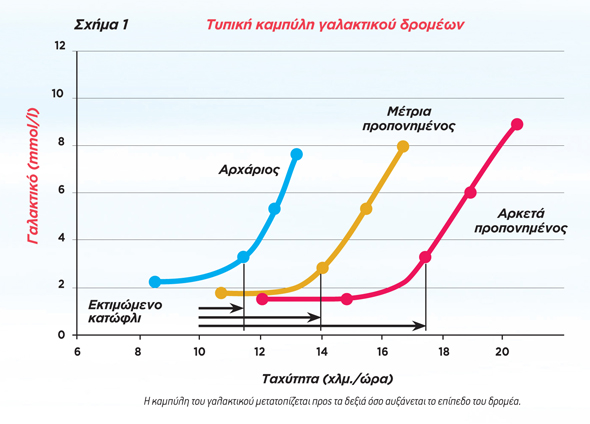 Σχήμα 1
Τυπική καμπύλη γαλακτικού δρομέων
Γαλακτικό (mmol/l)
12
10
8
6
4
2
0
Αρχάριος
Μέτρια
προπονημένος
Αρκετά
προπονημένος
Εκτιμώμενο
κατώφλι
6
8
10
12
14
16
18
20
Ταχύτητα (χλμ./ώρα)
Η καμπύλη του γαλακτικού μετατοπίζεται προς τα δεξιά όσο αυξάνεται το επίπεδο του δρομέα.